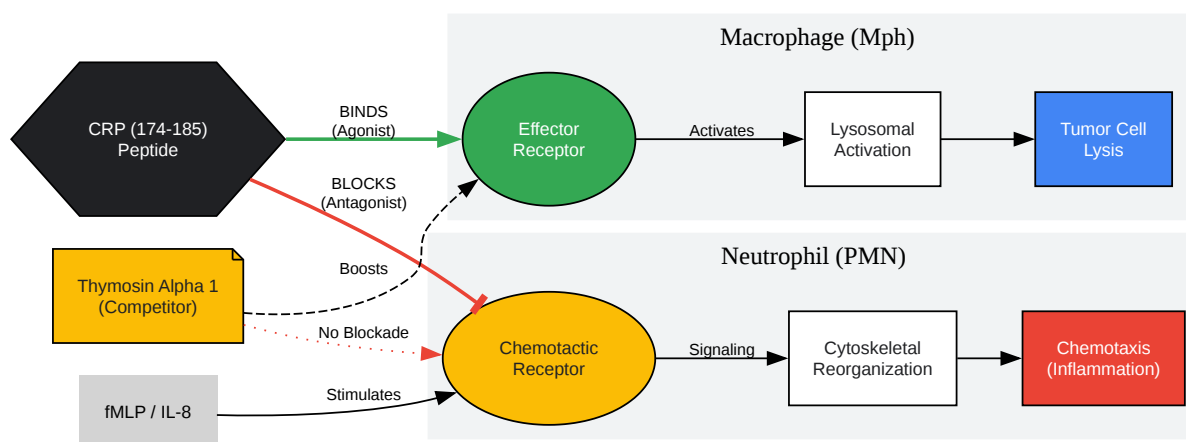 Macrophage (Mph)
CRP (174-185)
Peptide
BINDS
(Agonist)
Effector
Receptor
Activates
Lysosomal
Activation
Tumor Cell
Lysis
BLOCKS
(Antagonist)
Neutrophil (PMN)
Thymosin Alpha 1
(Competitor)
Boosts
No Blockade
Chemotactic
Receptor
Signaling
Cytoskeletal
Reorganization
Chemotaxis
(Inflammation)
Stimulates
fMLP / IL-8